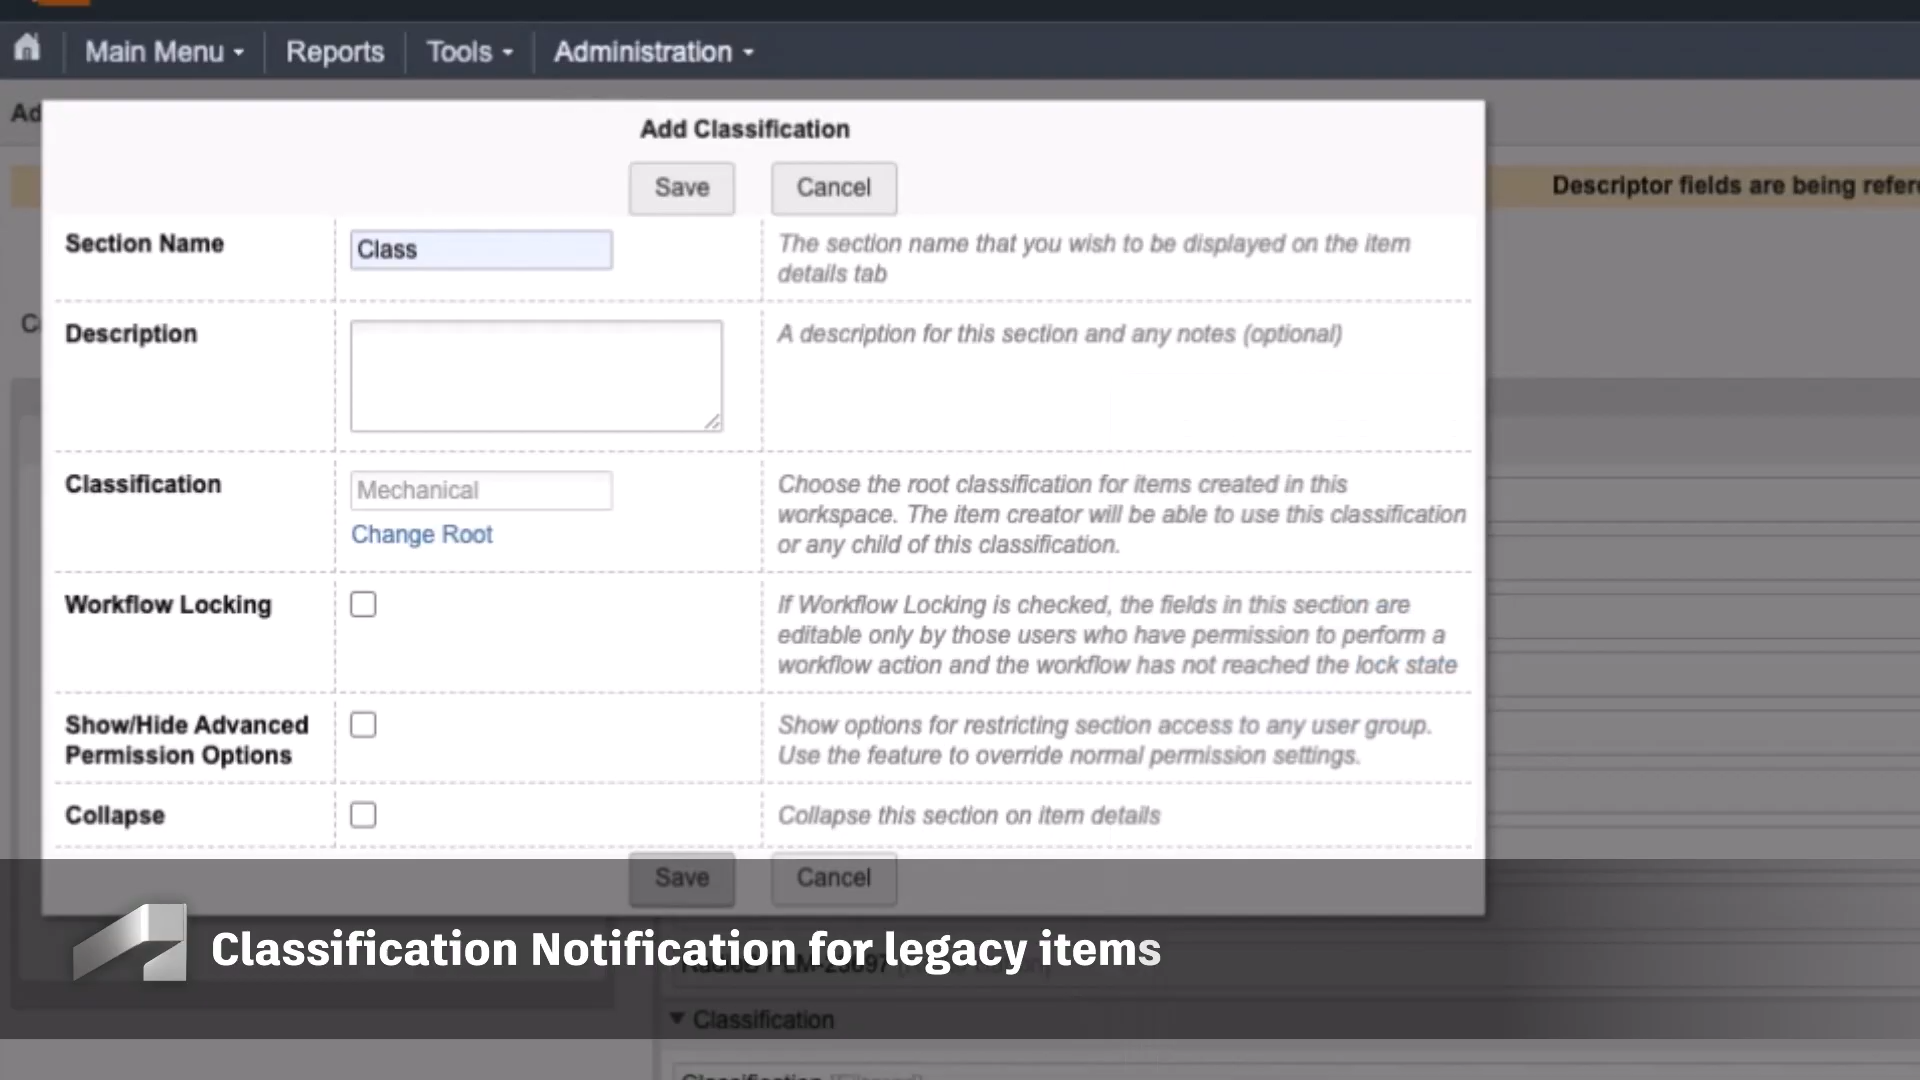 Main Menu
Reports
Tools
Administration
Ad
Add Classification
Save
Cancel
Descriptor fields are being refer
Section Name
Class
The section name that you wish to be displayed on the item
details tab
Description
A description for this section and any notes (optional)
Classification
Mechanical
Change Root
Choose the root classification for items created in this
workspace. The item creator will be able to use this classification
or any child of this classification.
Workflow Locking
If Workflow Locking is checked, the fields in this section are
editable only by those users who have permission to perform a
workflow action and the workflow has not reached the lock state
Show/Hide Advanced
Permission Options
Show options for restricting section access to any user group.
Use the feature to override normal permission settings.
Collapse
Collapse this section on item details
Save
Cancel
Classification Notification for legacy items
Classification